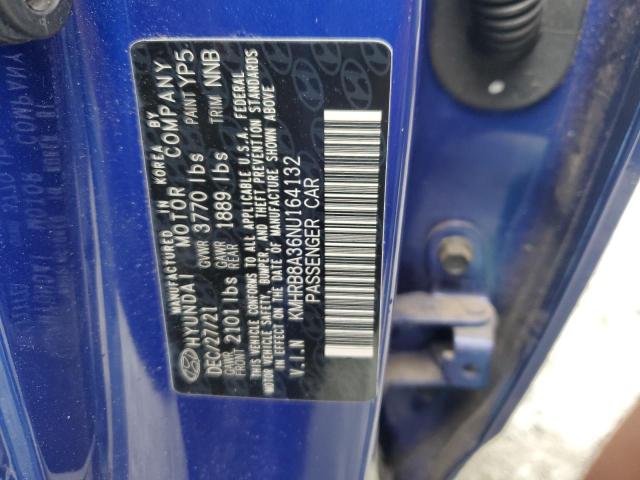 MANUFACTURED IN KOREA BY
HYUNDAI MOTOR COMPANY
DEC/27/21 GVWR 3770 lbs PAINT YP5
GAWR FRONT 2101 lbs GAWR REAR 1889 lbs TRIM NNB
THIS VEHICLE CONFORMS TO ALL APPLICABLE U.S.A. FEDERAL
MOTOR VEHICLE SAFETY, BUMPER, AND THEFT PREVENTION STANDARDS
IN EFFECT ON THE DATE OF MANUFACTURE SHOWN ABOVE
V.I.N KMHRB8A36NU164132
PASSENGER CAR